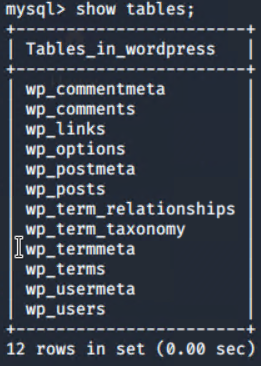 mysql> show tables;
+------------------------+
| Tables_in_wordpress    |
+------------------------+
| wp_commentmeta
| wp_comments
| wp_links
| wp_options
| wp_postmeta
| wp_posts
| wp_term_relationships
| wp_term_taxonomy
| wp_termmeta
| wp_terms
| wp_usermeta
| wp_users
+------------------------+
12 rows in set (0.00 sec)